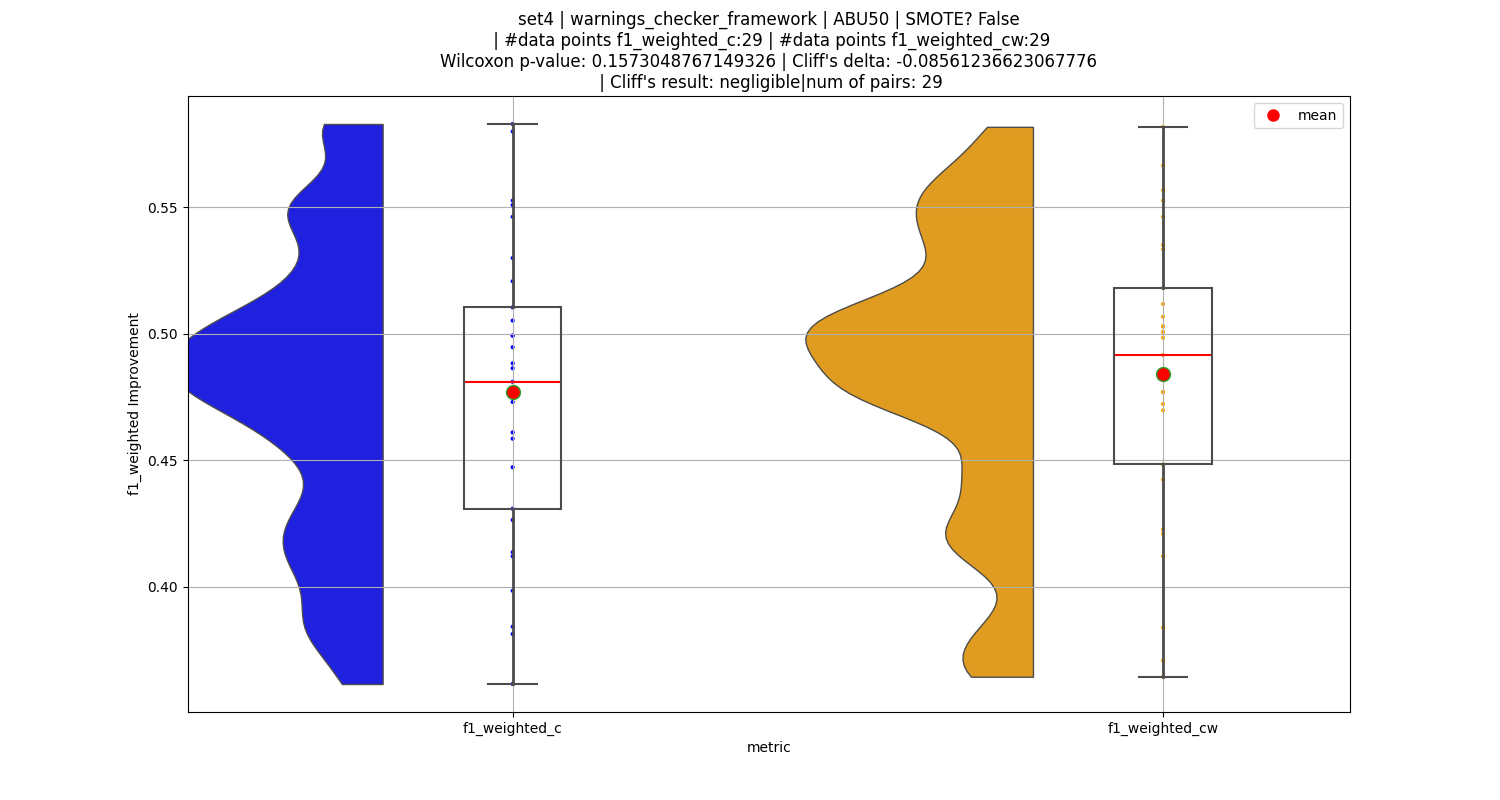 set4 | warnings_checker_framework | ABU50 | SMOTE? False
| #data points f1_weighted_c:29 | #data points f1_weighted_cw:29
Wilcoxon p-value: 0.1573048767149326 | Cliff's delta: -0.08561236623067776
| Cliff's result: negligible|num of pairs: 29
mean
0.55
0.50
0.45
0.40
f1_weighted Improvement
f1_weighted_c
f1_weighted_cw
metric